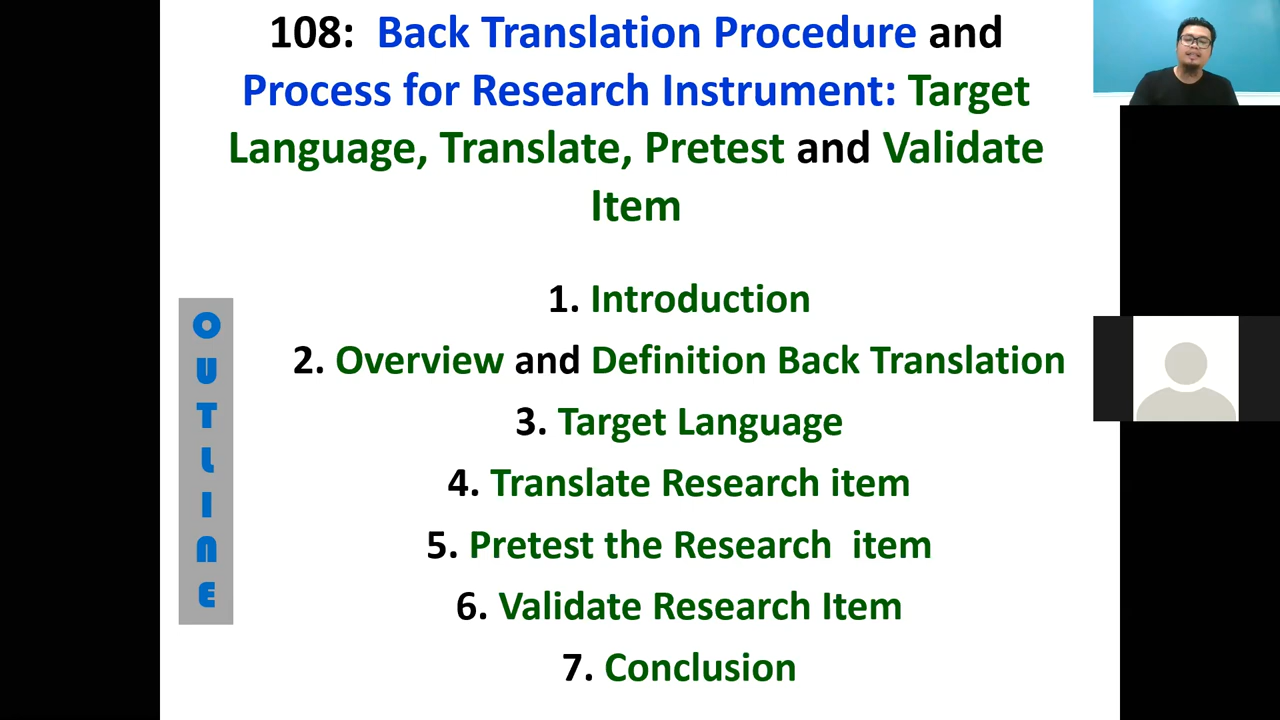 108: Back Translation Procedure and
Process for Research Instrument: Target
Language, Translate, Pretest and Validate
Item
OUTLINE
1. Introduction
2. Overview and Definition Back Translation
3. Target Language
4. Translate Research item
5. Pretest the Research item
6. Validate Research Item
7. Conclusion